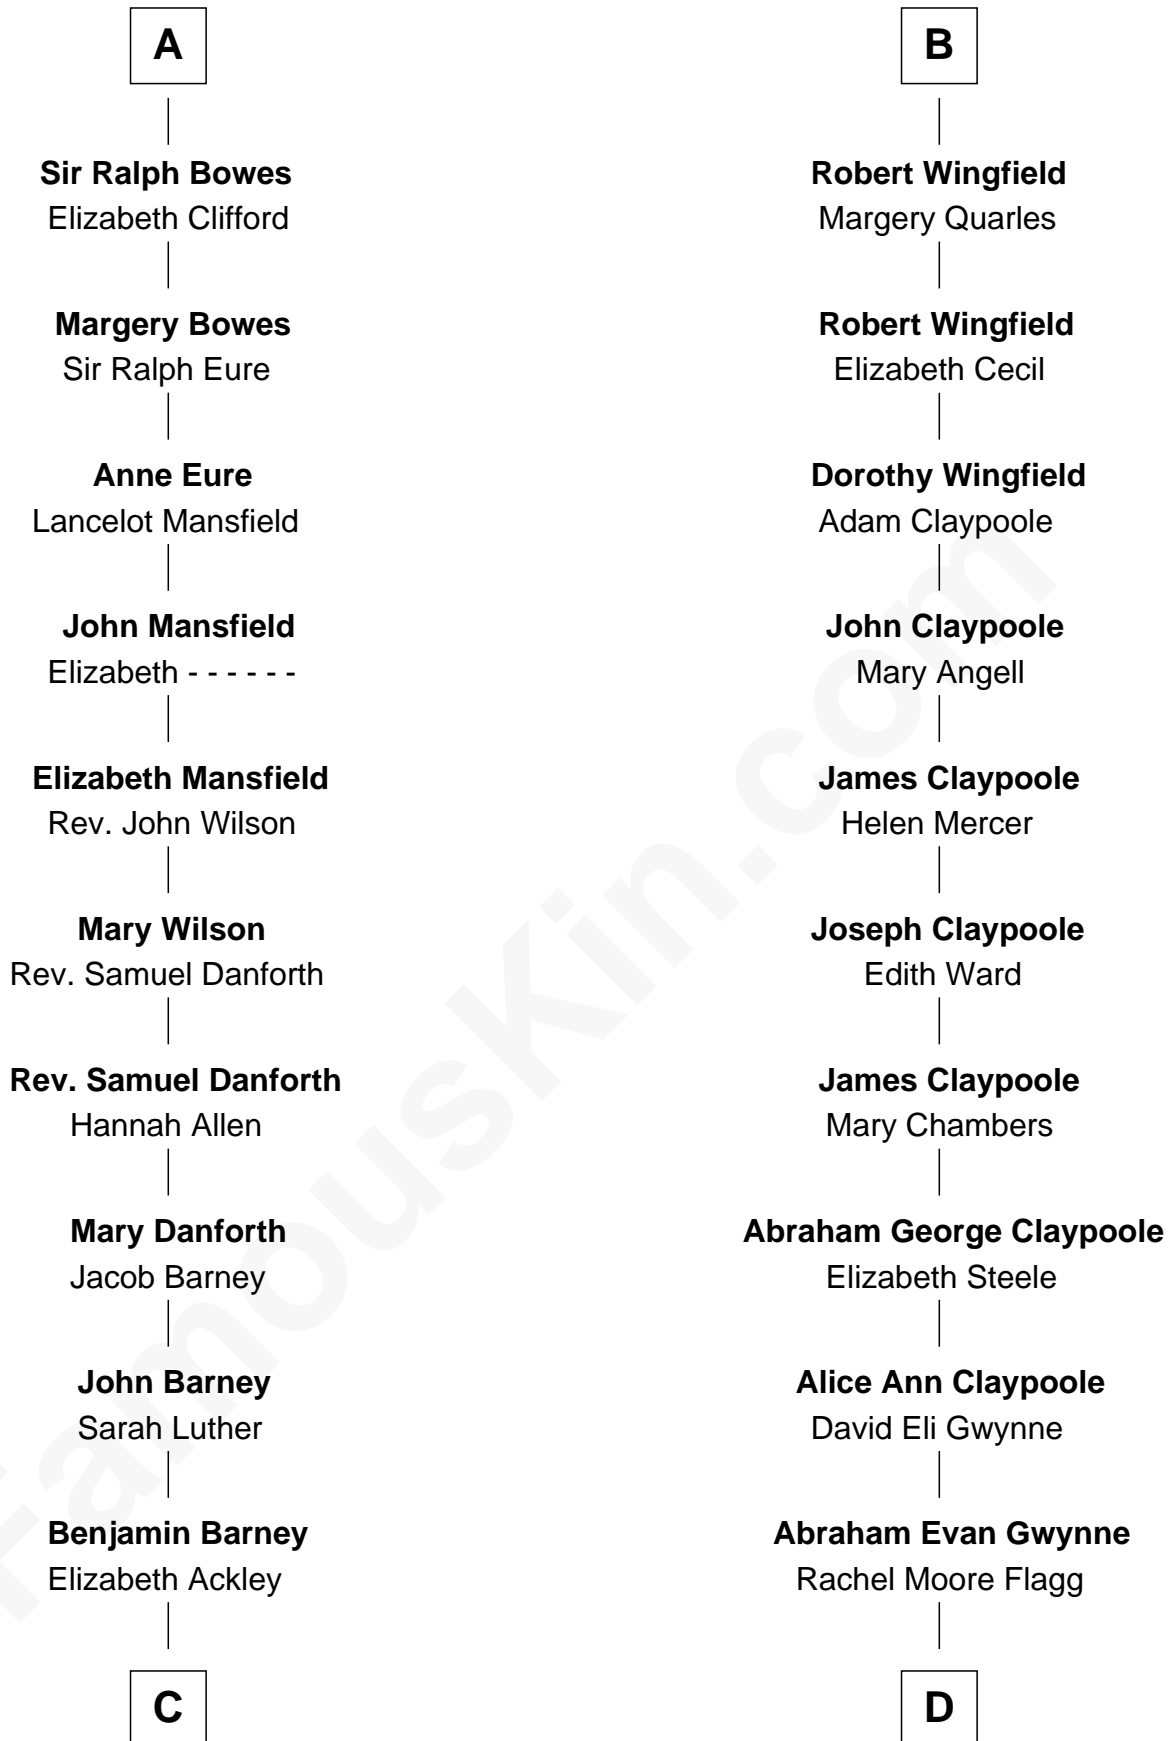 A
Sir Ralph Bowes
Elizabeth Clifford
Margery Bowes
Sir Ralph Eure
Anne Eure
Lancelot Mansfield
John Mansfield
Elizabeth - - - - - -
Elizabeth Mansfield
Rev. John Wilson
Mary Wilson
Rev. Samuel Danforth
Rev. Samuel Danforth
Hannah Allen
Mary Danforth
Jacob Barney
John Barney
Sarah Luther
Benjamin Barney
Elizabeth Ackley
C
B
Robert Wingfield
Margery Quarles
Robert Wingfield
Elizabeth Cecil
Dorothy Wingfield
Adam Claypoole
John Claypoole
Mary Angell
James Claypoole
Helen Mercer
Joseph Claypoole
Edith Ward
James Claypoole
Mary Chambers
Abraham George Claypoole
Elizabeth Steele
Alice Ann Claypoole
David Eli Gwynne
Abraham Evan Gwynne
Rachel Moore Flagg
D
FamousKin.com